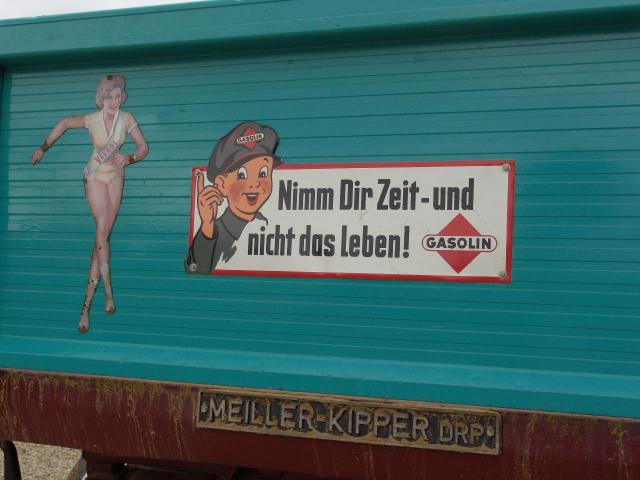 GASOLIN
Nimm Dir Zeit - und
nicht das Leben!
GASOLIN
MEILLER-KIPPER DRP